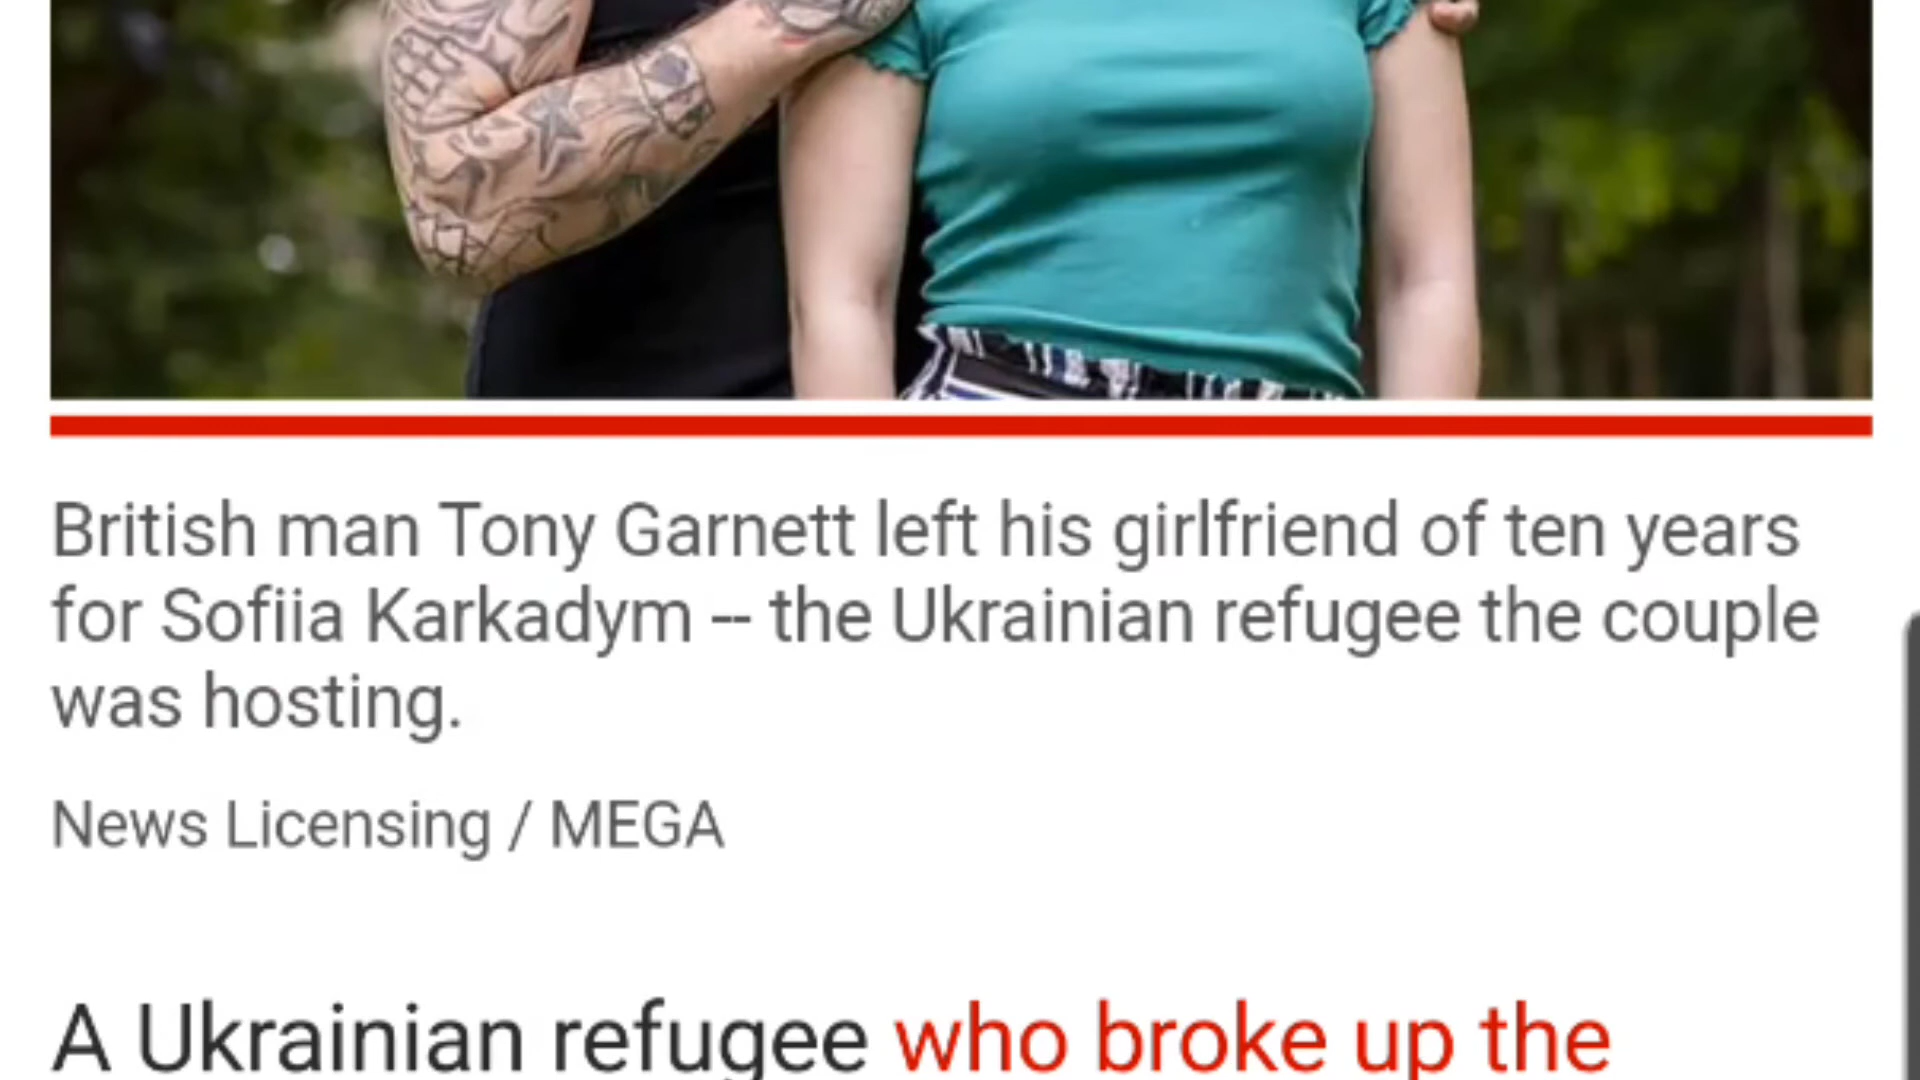 British man Tony Garnett left his girlfriend of ten years
for Sofiia Karkadym -- the Ukrainian refugee the couple
was hosting.
News Licensing / MEGA
A Ukrainian refugee who broke up the